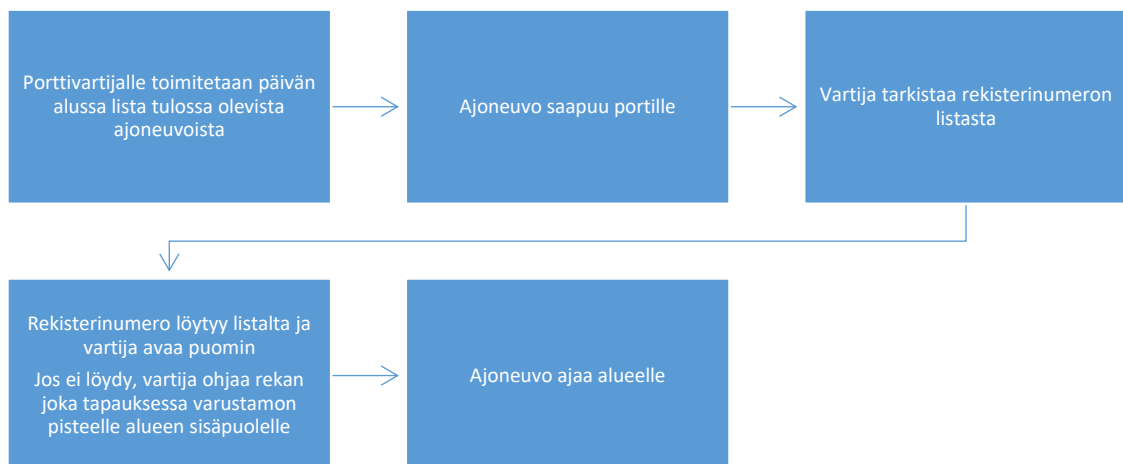 Porttivartijalle toimitetaan päivän
alussa lista tulossa olevista
ajoneuvoista
Ajoneuvo saapuu portille
Vartija tarkistaa rekisterinumeron
listasta
Rekisterinumero löytyy listalta ja
vartija avaa puomin
Jos ei löydy, vartija ohjaa rekan
joka tapauksessa varustamon
pisteelle alueen sisäpuolelle
Ajoneuvo ajaa alueelle